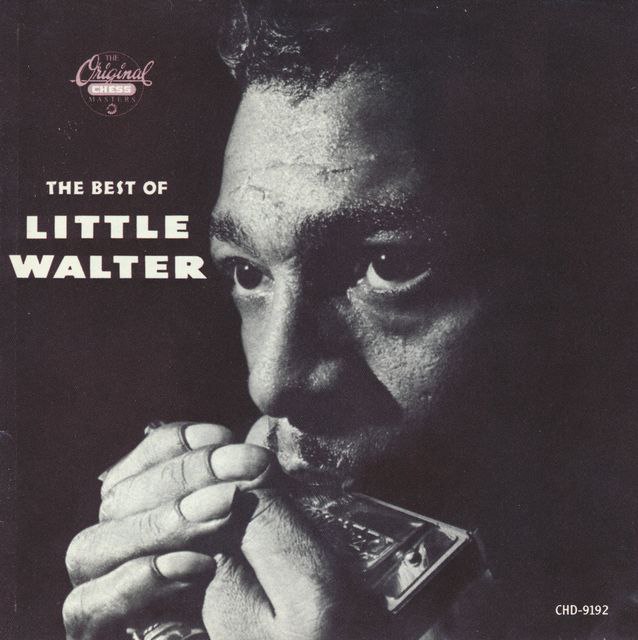 THE
Original
CHESS
MASTERS
THE BEST OF
LITTLE
WALTER
CHD-9192